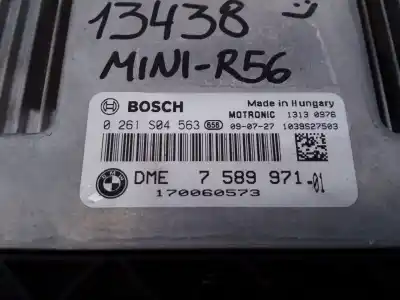 13438
MINI-R56
BOSCH
Made in Hungary
MOTRONIC 1313 0976
0 261 S04 563 656 09-07-27 1039S27503
DME 7 589 971-01
170060573